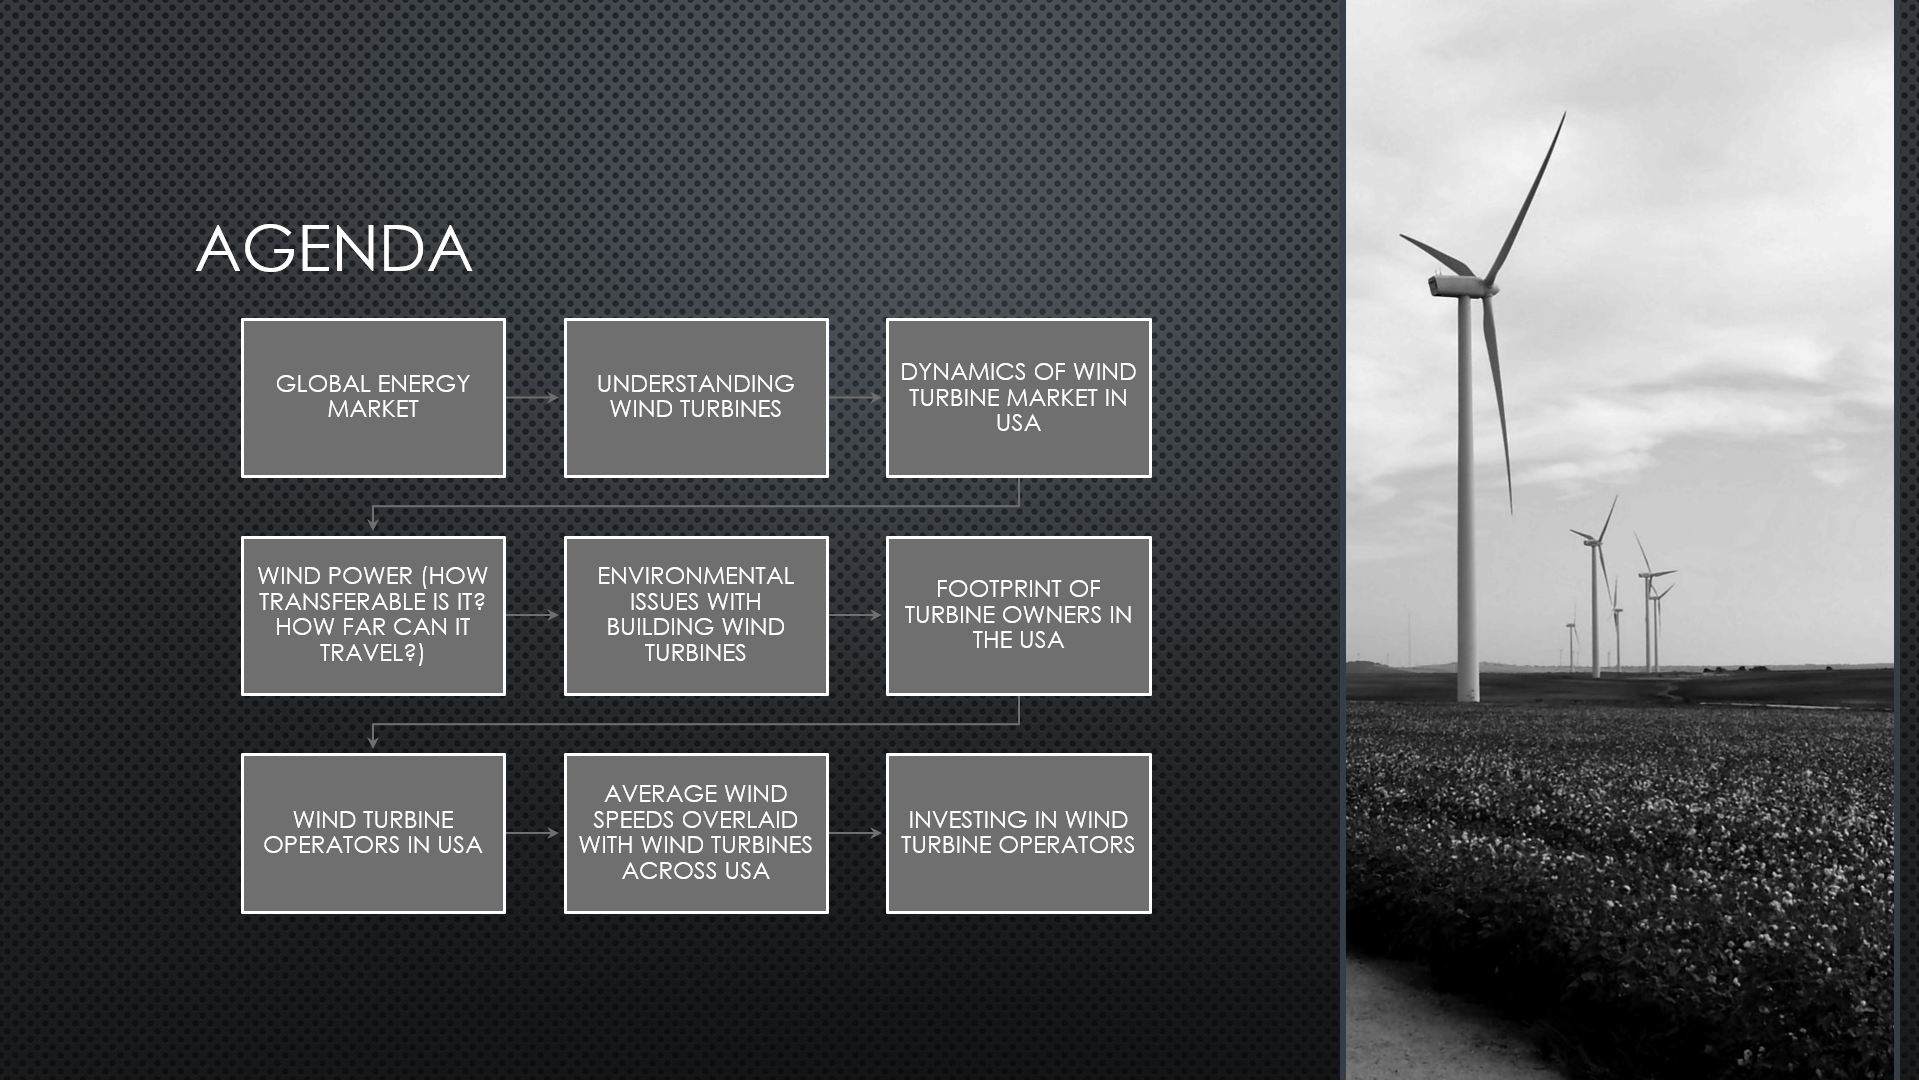 AGENDA
GLOBAL ENERGY
MARKET
UNDERSTANDING
WIND TURBINES
DYNAMICS OF WIND
TURBINE MARKET IN
USA
WIND POWER (HOW
TRANSFERABLE IS IT?
HOW FAR CAN IT
TRAVEL?)
ENVIRONMENTAL
ISSUES WITH
BUILDING WIND
TURBINES
FOOTPRINT OF
TURBINE OWNERS IN
THE USA
WIND TURBINE
OPERATORS IN USA
AVERAGE WIND
SPEEDS OVERLAID
WITH WIND TURBINES
ACROSS USA
INVESTING IN WIND
TURBINE OPERATORS